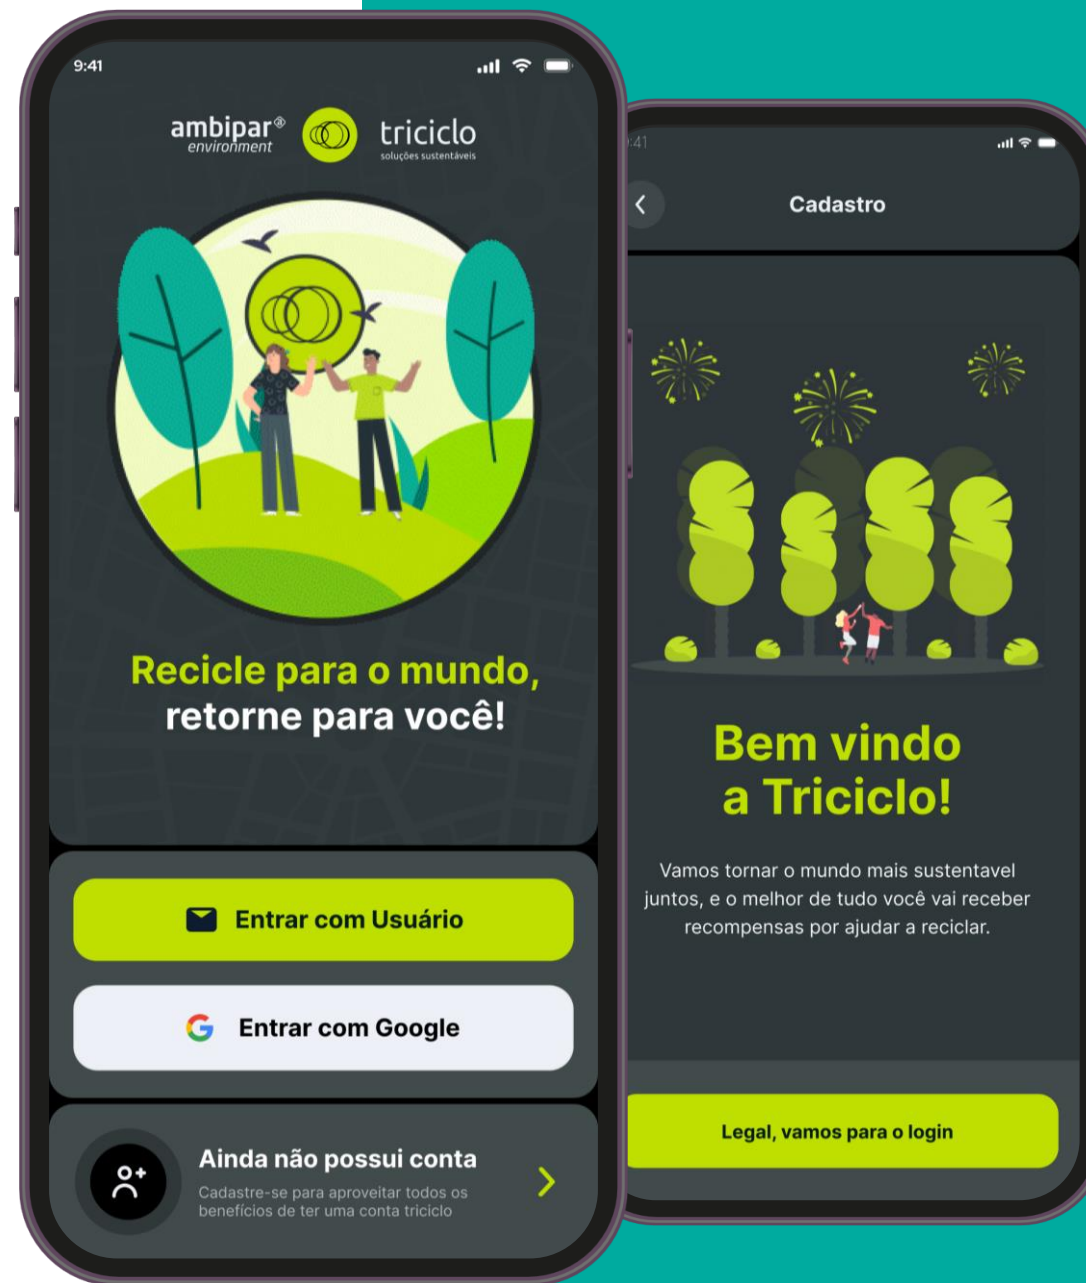 9:41
ambipar®
environment
triciclo
soluções sustentáveis
Recicle para o mundo,
retorne para você!
Entrar com Usuário
Entrar com Google
Ainda não possui conta
Cadastre-se para aproveitar todos os
benefícios de ter uma conta triciclo
:41
Cadastro
Bem vindo
a Triciclo!
Vamos tornar o mundo mais sustentavel
juntos, e o melhor de tudo você vai receber
recompensas por ajudar a reciclar.
Legal, vamos para o login